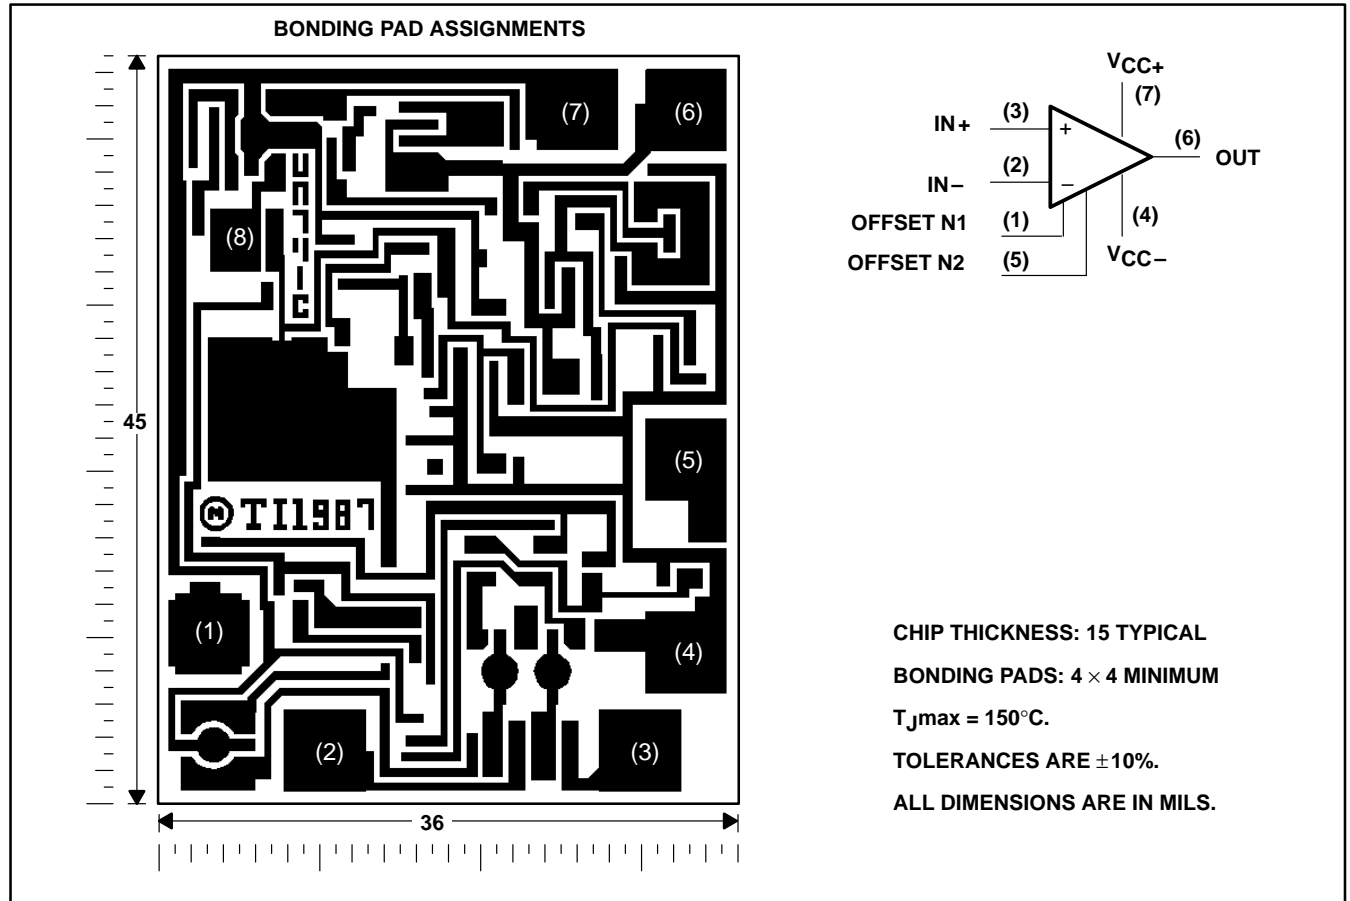 BONDING PAD ASSIGNMENTS
(7)
(6)
(8)
45
(5)
Ⓜ TI1987
(1)
(4)
(2)
(3)
36
VCC+
(7)
IN+
(3)
+
(6)
OUT
IN−
(2)
−
OFFSET N1
(1)
(4)
VCC−
OFFSET N2
(5)
CHIP THICKNESS: 15 TYPICAL
BONDING PADS: 4 × 4 MINIMUM
TJmax = 150°C.
TOLERANCES ARE ±10%.
ALL DIMENSIONS ARE IN MILS.